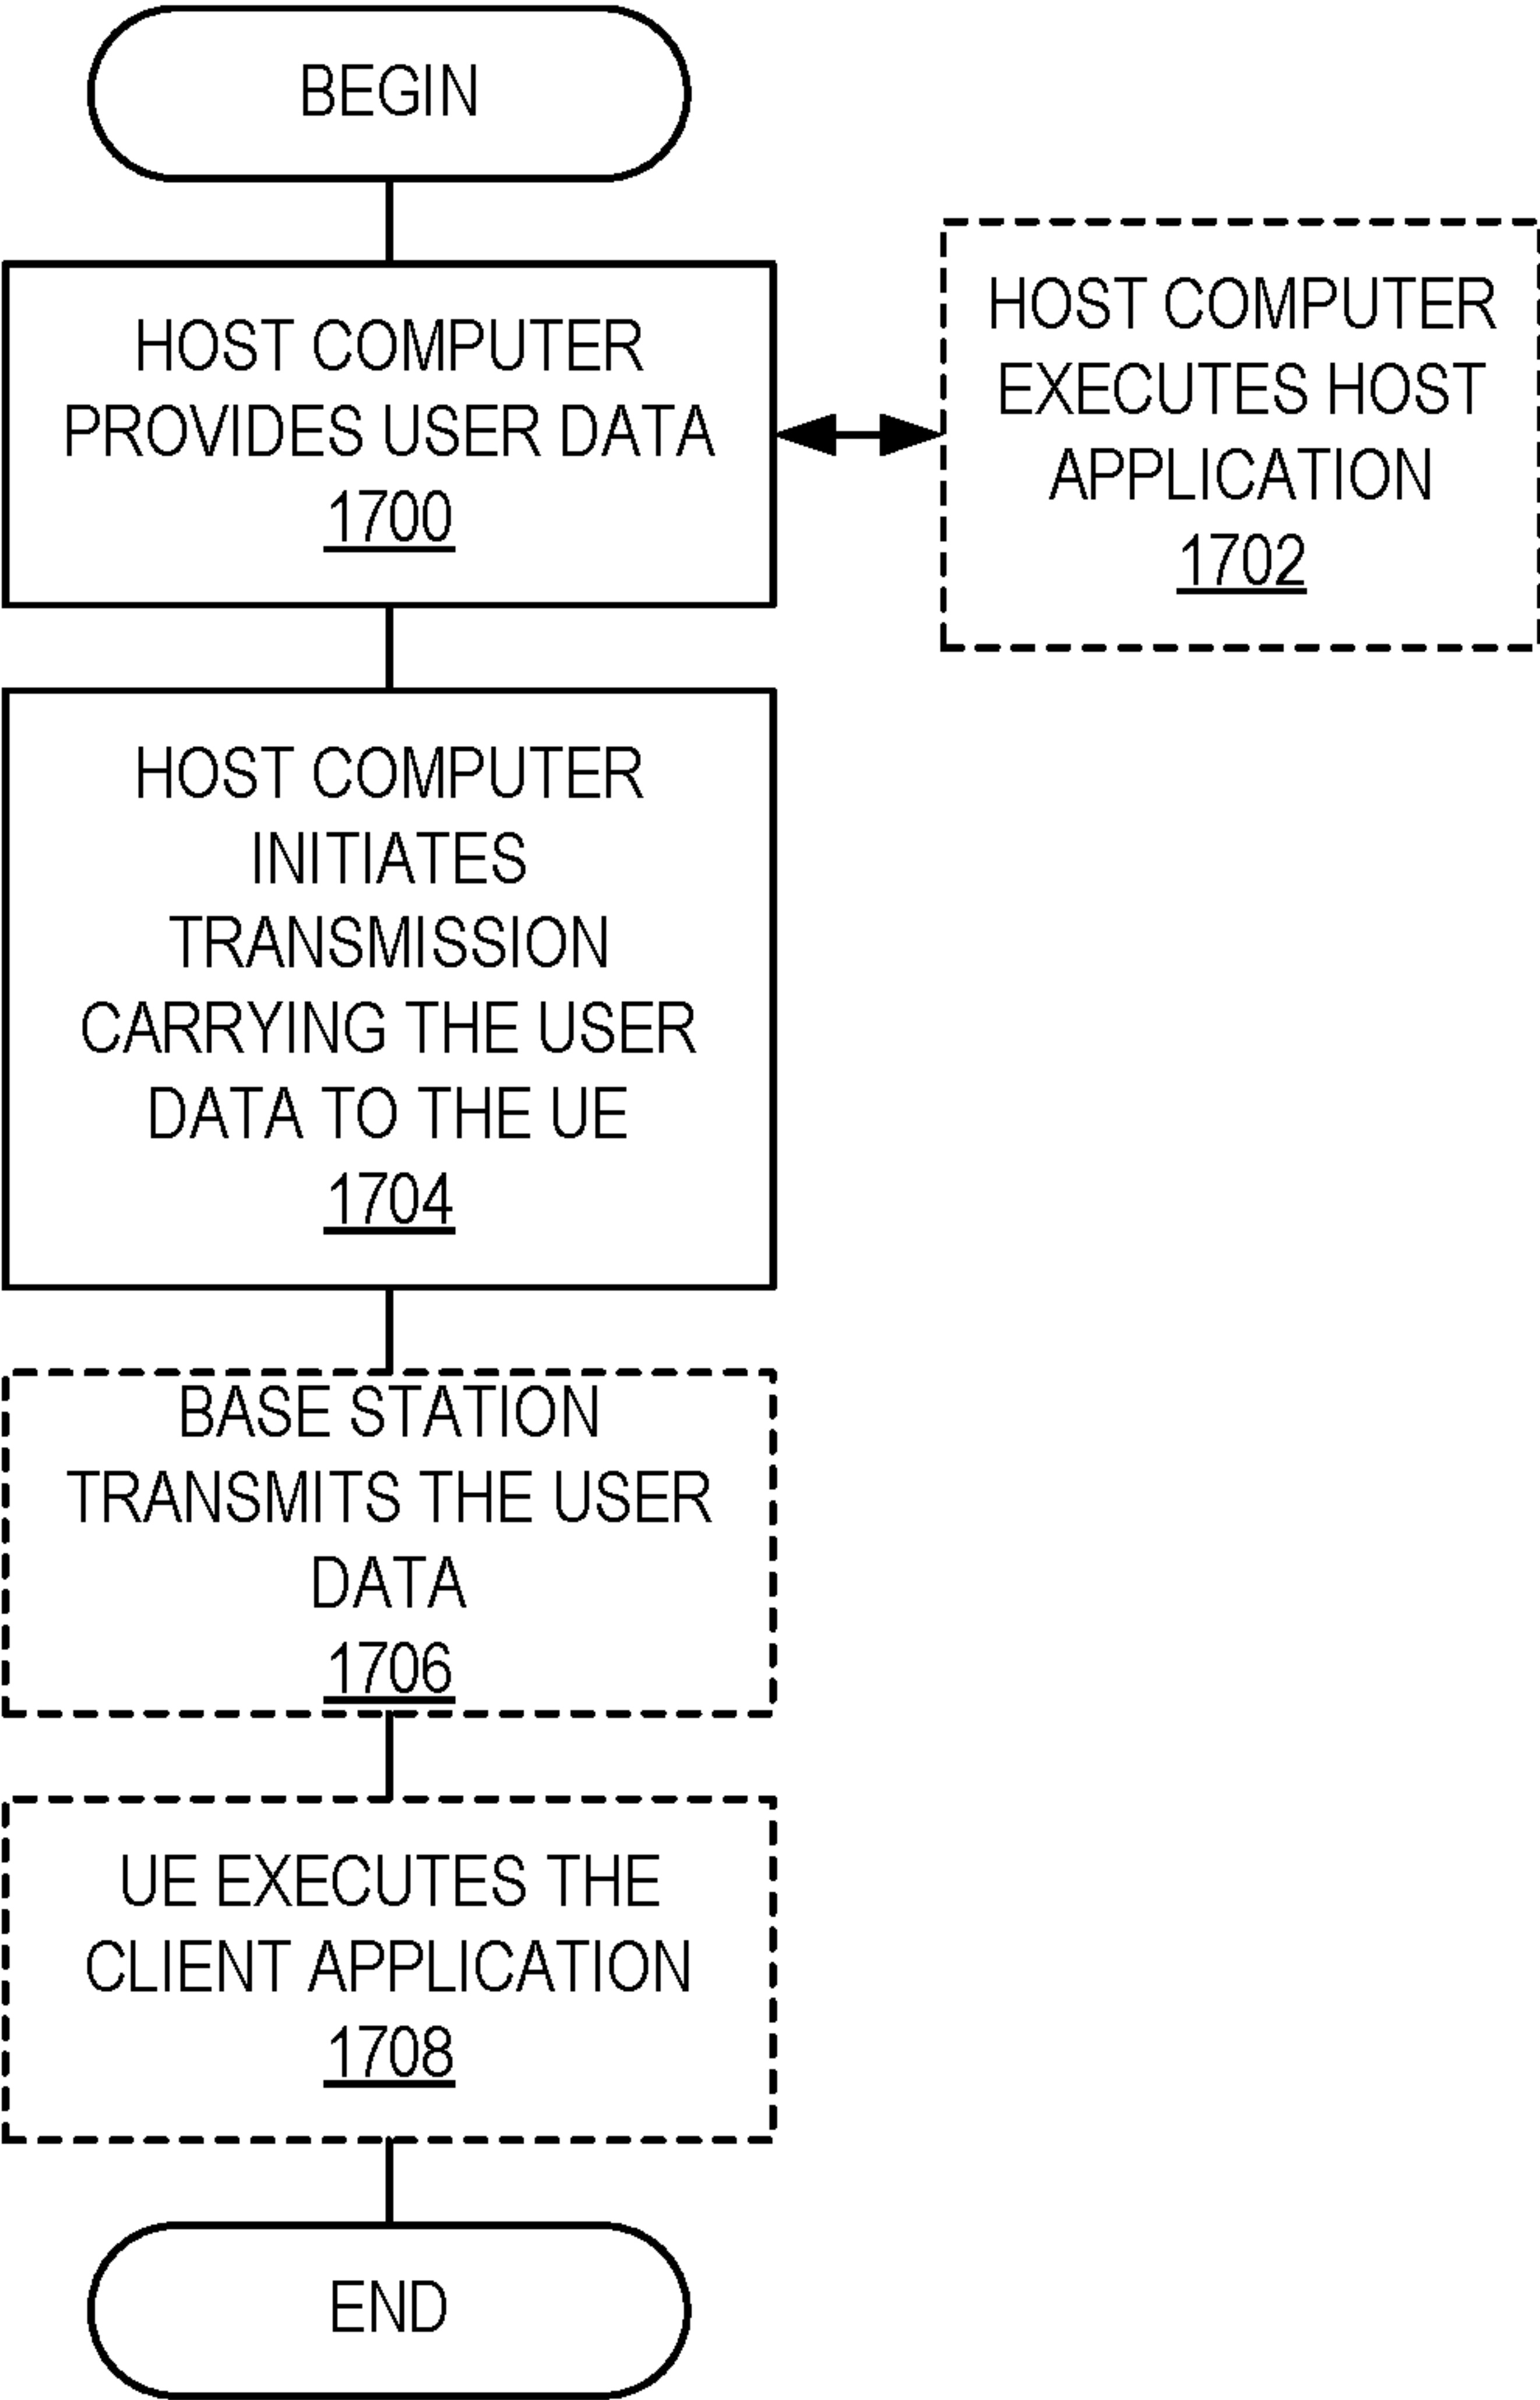 BEGIN
HOST COMPUTER
PROVIDES USER DATA
1700
HOST COMPUTER
EXECUTES HOST
APPLICATION
1702
HOST COMPUTER
INITIATES
TRANSMISSION
CARRYING THE USER
DATA TO THE UE
1704
BASE STATION
TRANSMITS THE USER
DATA
1706
UE EXECUTES THE
CLIENT APPLICATION
1708
END